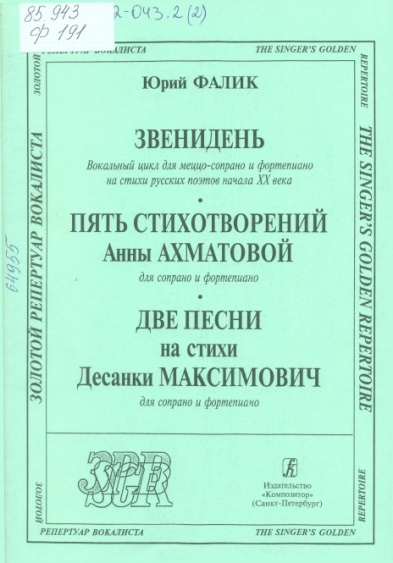 85.943
Ф 191
2-043.2(2)
64955
ЗОЛОТОЙ РЕПЕРТУАР ВОКАЛИСТА
THE SINGER'S GOLDEN REPERTOIRE
ЗОЛОТОЙ РЕПЕРТУАР ВОКАЛИСТА
THE SINGER'S GOLDEN REPERTOIRE
Юрий ФАЛИК
ЗВЕНИДЕНЬ
Вокальный цикл для меццо-сопрано и фортепиано
на стихи русских поэтов начала XX века
•
ПЯТЬ СТИХОТВОРЕНИЙ
Анны АХМАТОВОЙ
для сопрано и фортепиано
•
ДВЕ ПЕСНИ
на стихи
Десанки МАКСИМОВИЧ
для сопрано и фортепиано
ЗРВ
SGR
Издательство
«Композитор»
(Санкт-Петербург)
ЗОЛОТОЙ
РЕПЕРТУАР ВОКАЛИСТА
THE SINGER'S GOLDEN
REPERTOIRE